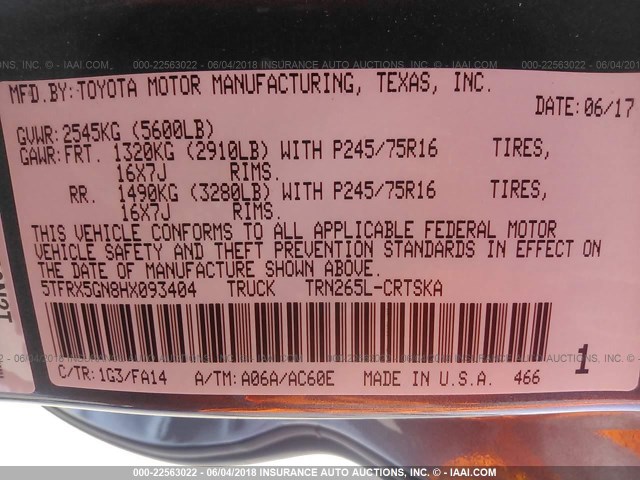 000-22563022 - 06/04/2018 INSURANCE AUTO AUCTIONS - © - IAAI.COM
MFD.BY:TOYOTA MOTOR MANUFACTURING, TEXAS, INC.
DATE:06/17
GVWR:2545KG (5600LB)
GAWR:FRT. 1320KG (2910LB) WITH P245/75R16 TIRES,
16X7J RIMS.
RR. 1490KG (3280LB) WITH P245/75R16 TIRES,
16X7J RIMS.
THIS VEHICLE CONFORMS TO ALL APPLICABLE FEDERAL MOTOR
VEHICLE SAFETY AND THEFT PREVENTION STANDARDS IN EFFECT ON
THE DATE OF MANUFACTURE SHOWN ABOVE.
5TFRX5GN8HX093404 TRUCK TRN265L-CRTSKA
C/TR:1G3/FA14 A/TM:A06A/AC60E MADE IN U.S.A. 466
1
000-22563022 - 06/04/2018 INSURANCE AUTO AUCTIONS - © - IAAI.COM